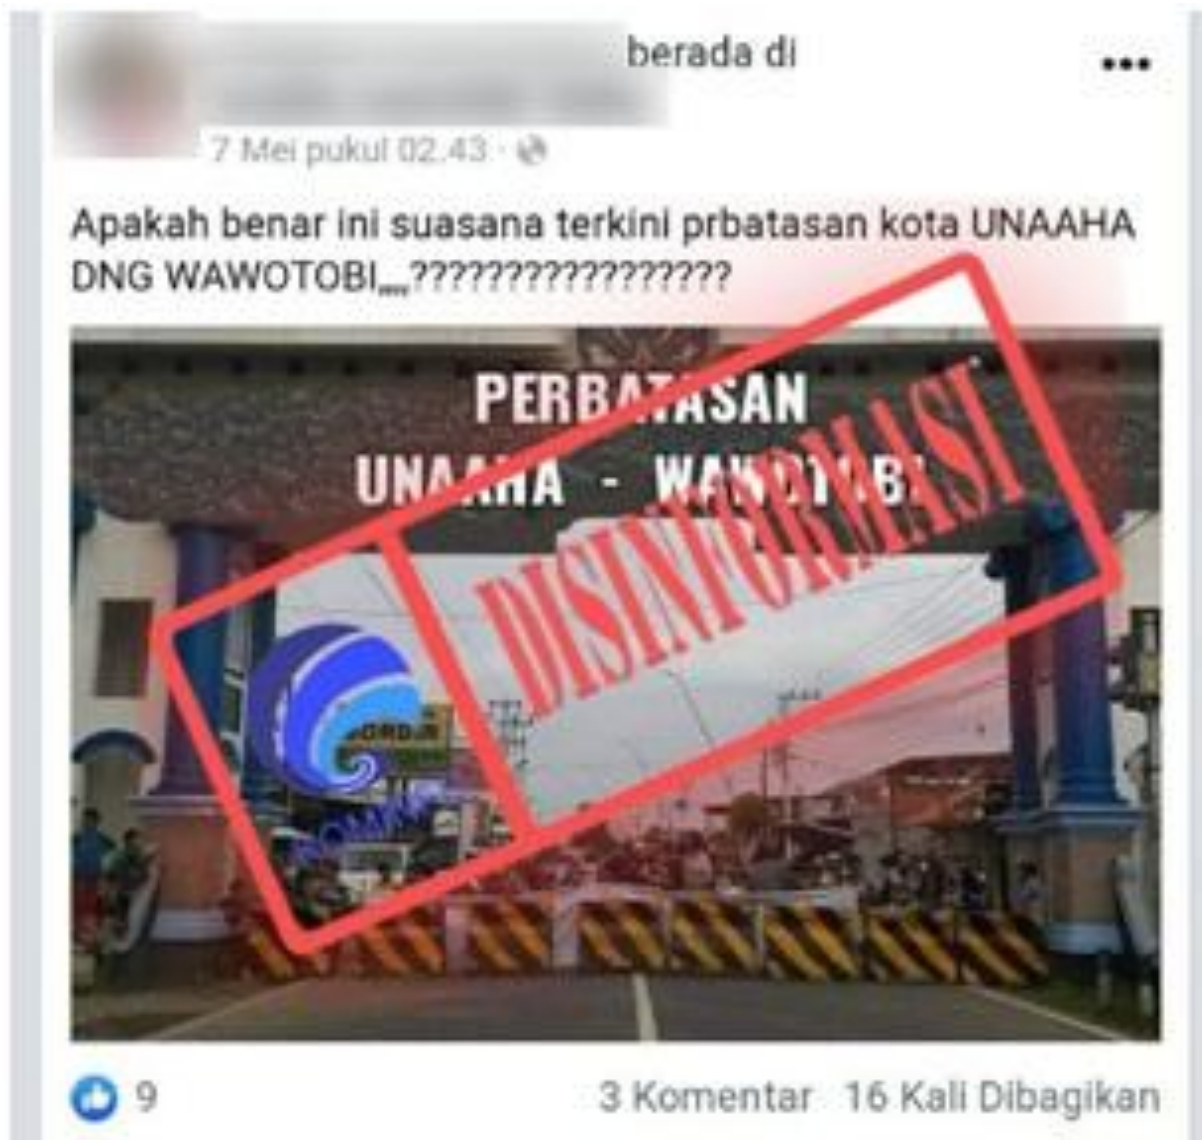 berada di
7 Mei pukul 02.43
Apakah benar ini suasana terkini prbatasan kota UNAAHA
DNG WAWOTOBI,,,,?????????????????
PERBATASAN
UNAAHA - WAWOTOBI
DISINFORMASI
9
3 Komentar 16 Kali Dibagikan